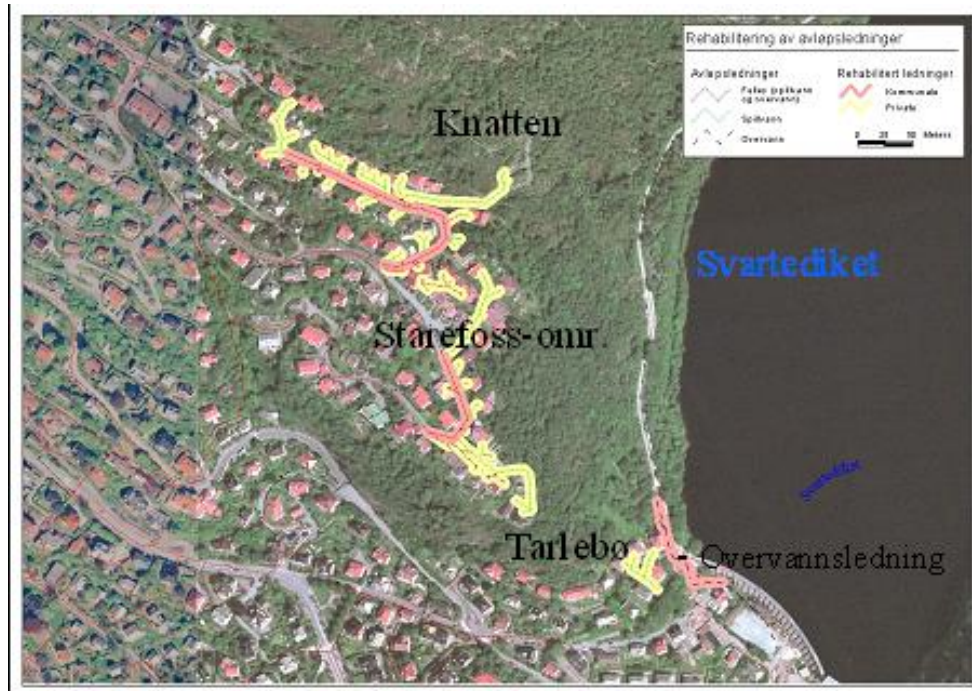 Rehabilitering av avløpsledninger
Avløpsledninger
Felles (spillvann
og overvann)
Spillvann
Overvann
Rehabilitert ledninger
Kommunale
Private
Meters
Knatten
Svartediket
Starefoss-omr.
Svartediket
Tarlebo
- Overvannsledning